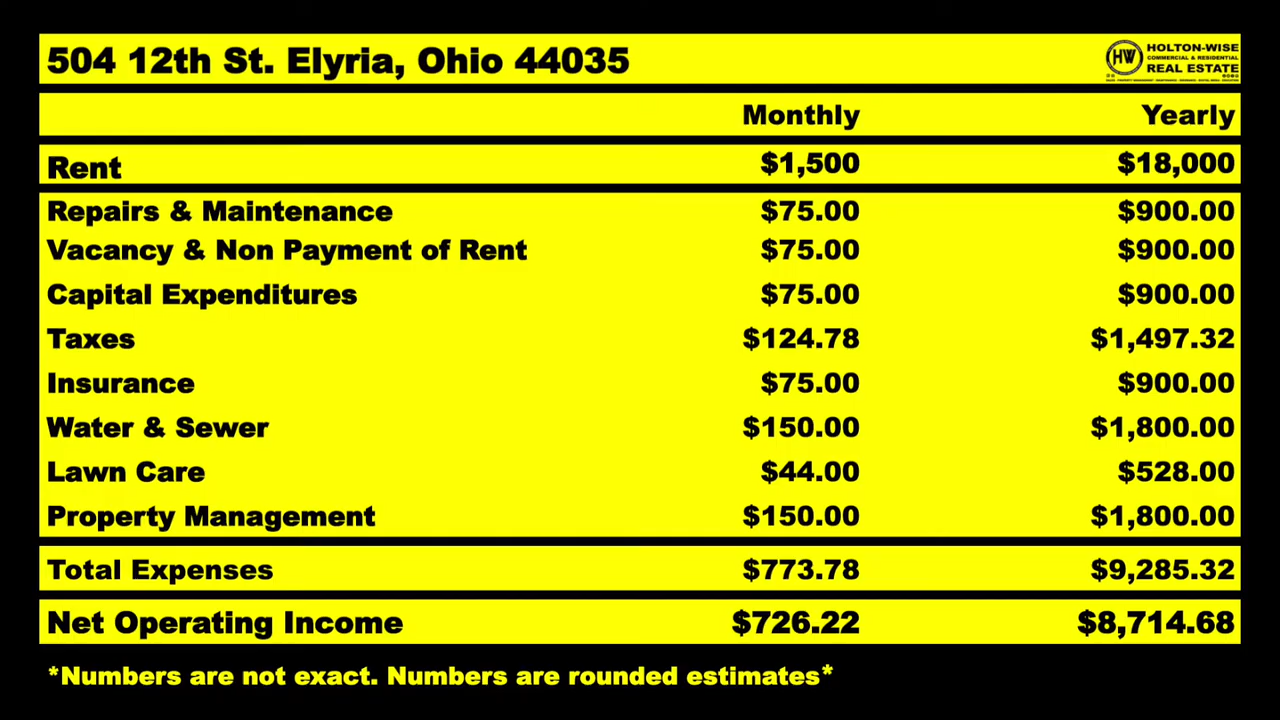 504 12th St. Elyria, Ohio 44035
HOLTON-WISE
COMMERCIAL & RESIDENTIAL
REAL ESTATE
HW
Monthly Yearly
Rent $1,500 $18,000
Repairs & Maintenance $75.00 $900.00
Vacancy & Non Payment of Rent $75.00 $900.00
Capital Expenditures $75.00 $900.00
Taxes $124.78 $1,497.32
Insurance $75.00 $900.00
Water & Sewer $150.00 $1,800.00
Lawn Care $44.00 $528.00
Property Management $150.00 $1,800.00
Total Expenses $773.78 $9,285.32
Net Operating Income $726.22 $8,714.68
*Numbers are not exact. Numbers are rounded estimates*